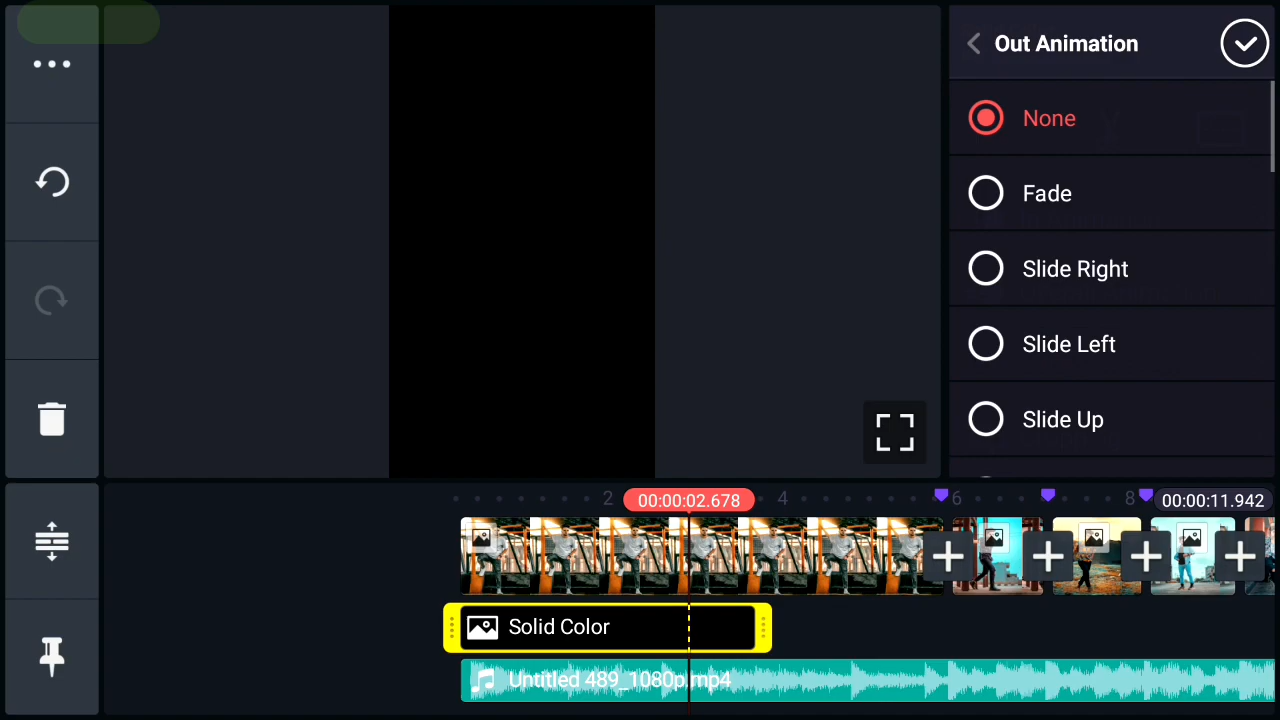 Out Animation
None
Fade
Slide Right
Slide Left
Slide Up
2
00:00:02.678
4
6
8
00:00:11.942
Solid Color
Untitled 489_1080p.mp4